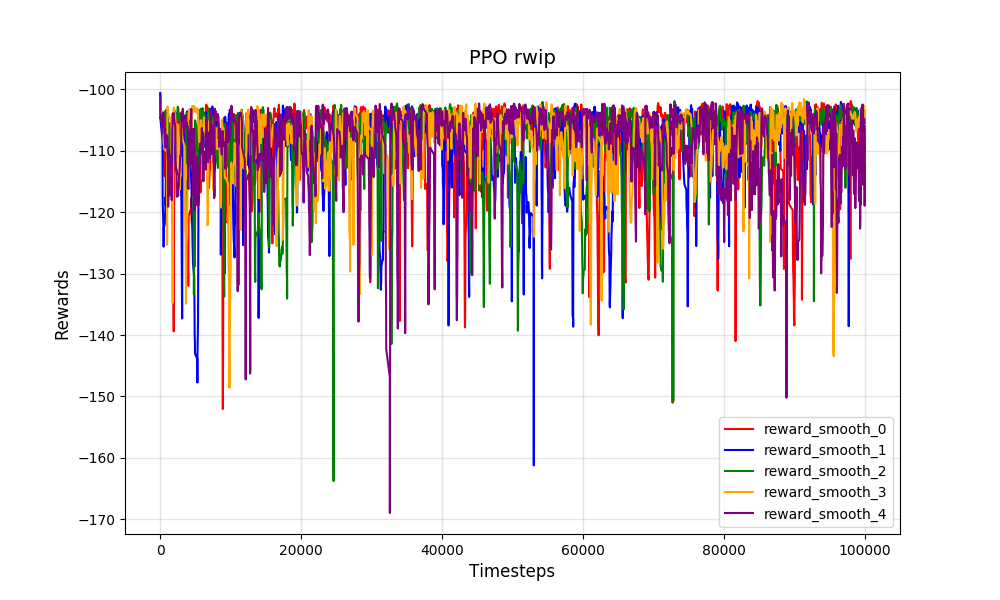 PPO rwip
Rewards
−100
−110
−120
−130
−140
−150
−160
−170
reward_smooth_0
reward_smooth_1
reward_smooth_2
reward_smooth_3
reward_smooth_4
0 20000 40000 60000 80000 100000
Timesteps